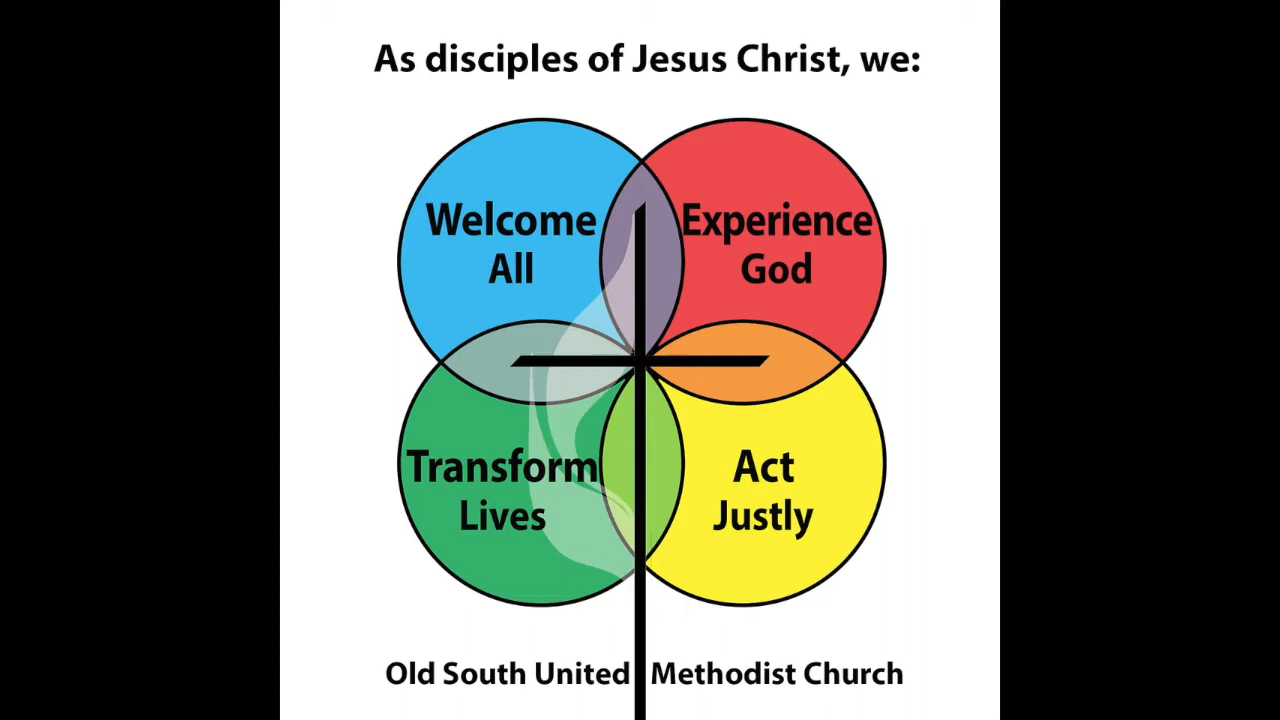 As disciples of Jesus Christ, we:
Welcome
All
Experience
God
Transform
Lives
Act
Justly
Old South United Methodist Church